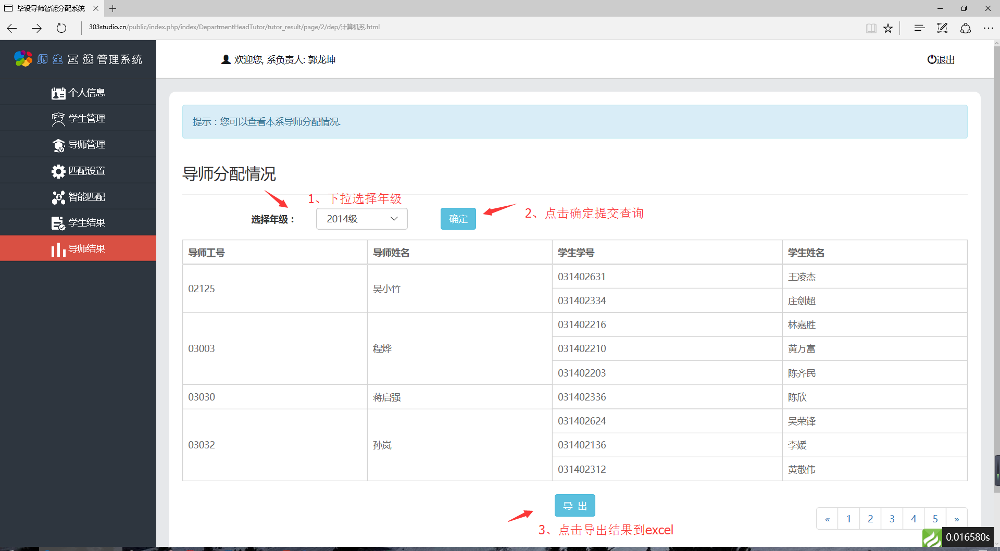 毕设导师智能分配系统
303studio.cn/public/index.php/index/DepartmentHeadTutor/tutor_result/page/2/dep/计算机系.html
师生互选管理系统
欢迎您, 系负责人: 郭龙坤
退出
个人信息
学生管理
导师管理
匹配设置
智能匹配
学生结果
导师结果
提示：您可以查看本系导师分配情况.
导师分配情况
1、下拉选择年级
选择年级：
2014级
确定
2、点击确定提交查询
导师工号 导师姓名 学生学号 学生姓名
02125 吴小竹 031402631 王凌杰
031402334 庄剑超
03003 程烨 031402216 林嘉胜
031402210 黄万富
031402203 陈齐民
03030 蒋启强 031402336 陈欣
03032 孙岚 031402624 吴荣锋
031402136 李媛
031402312 黄敬伟
导 出
3、点击导出结果到excel
« 1 2 3 4 5 »
0.016580s